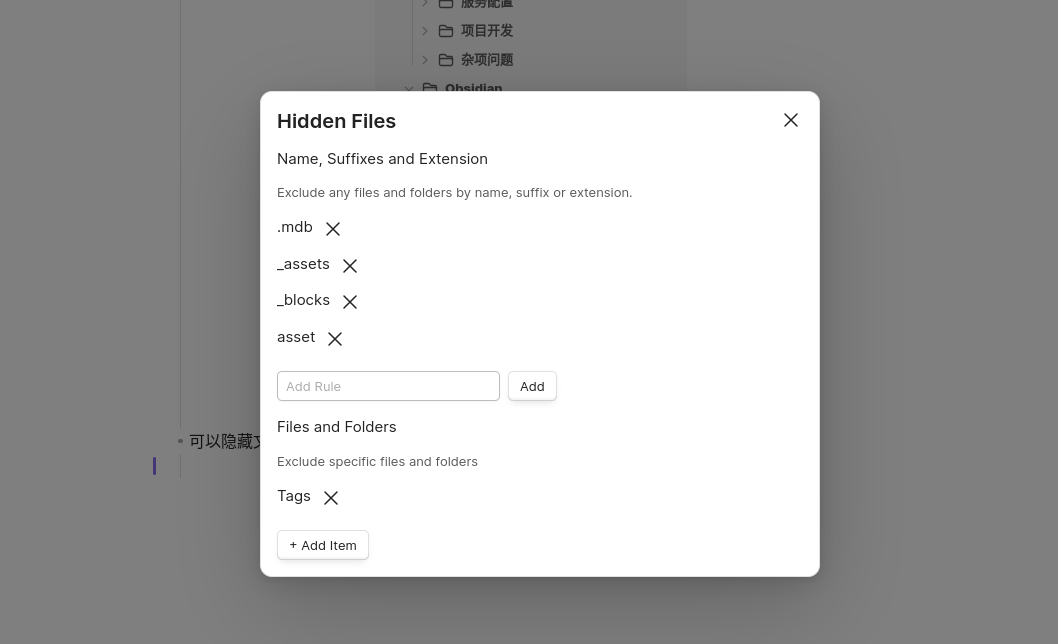 服务配置
项目开发
杂项问题
Obsidian
Hidden Files
Name, Suffixes and Extension
Exclude any files and folders by name, suffix or extension.
.mdb
_assets
_blocks
asset
Add Rule
Add
Files and Folders
可以隐藏文
Exclude specific files and folders
Tags
+ Add Item